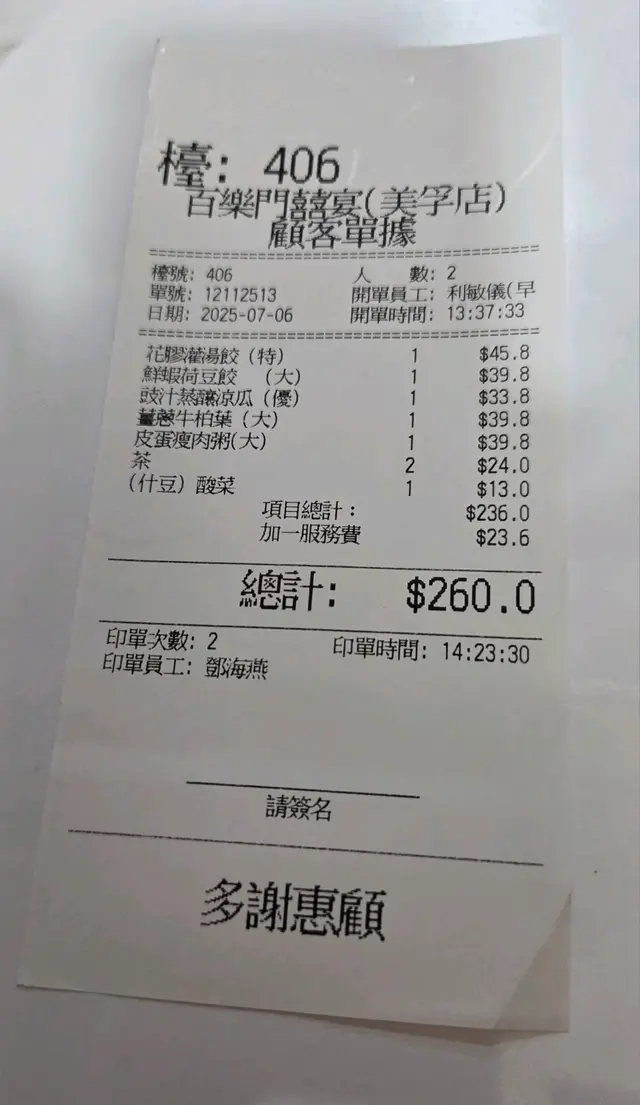 檯: 406
百樂門囍宴(美孚店)
顧客單據
檯號: 406 人 數: 2
單號: 12112513 開單員工: 利敏儀(早
日期: 2025-07-06 開單時間: 13:37:33
花膠灌湯餃(特) 1 $45.8
鮮蝦荷豆餃 (大) 1 $39.8
豉汁蒸釀涼瓜(優) 1 $33.8
薑蔥牛柏葉(大) 1 $39.8
皮蛋瘦肉粥(大) 1 $39.8
茶 2 $24.0
(什豆) 酸菜 1 $13.0
項目總計: $236.0
加一服務費 $23.6
總計: $260.0
印單次數: 2 印單時間: 14:23:30
印單員工: 鄧海燕
請簽名
多謝惠顧